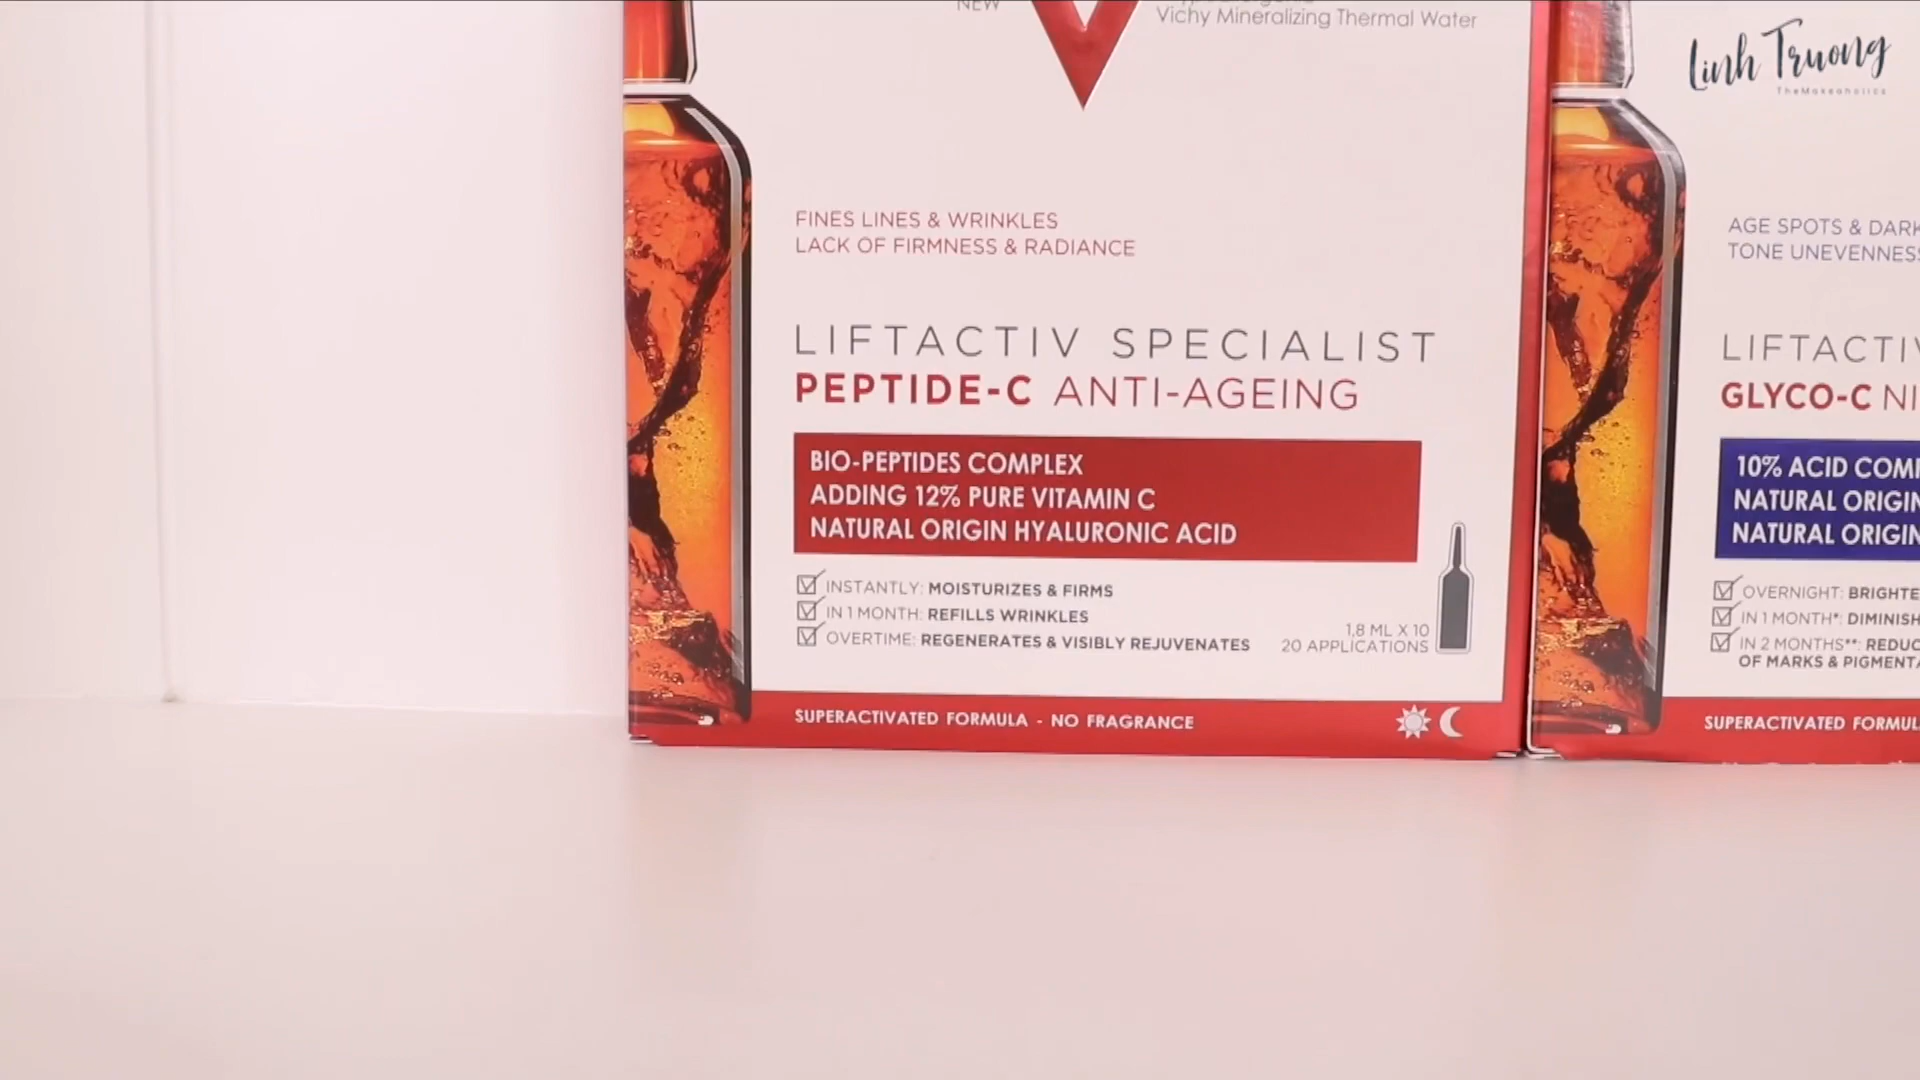 NEW
Vichy Mineralizing Thermal Water
FINES LINES & WRINKLES
LACK OF FIRMNESS & RADIANCE
LIFTACTIV SPECIALIST
PEPTIDE-C ANTI-AGEING
BIO-PEPTIDES COMPLEX
ADDING 12% PURE VITAMIN C
NATURAL ORIGIN HYALURONIC ACID
INSTANTLY: MOISTURIZES & FIRMS
IN 1 MONTH: REFILLS WRINKLES
OVERTIME: REGENERATES & VISIBLY REJUVENATES
1,8 ML X 10
20 APPLICATIONS
SUPERACTIVATED FORMULA - NO FRAGRANCE
Linh Truong
TheMakeaholics
AGE SPOTS & DARK
TONE UNEVENNESS
LIFTACTIV
GLYCO-C NI
10% ACID COM
NATURAL ORIGIN
NATURAL ORIGIN
OVERNIGHT: BRIGHTE
IN 1 MONTH*: DIMINISH
IN 2 MONTHS**: REDUC
OF MARKS & PIGMENTA
SUPERACTIVATED FORMUL